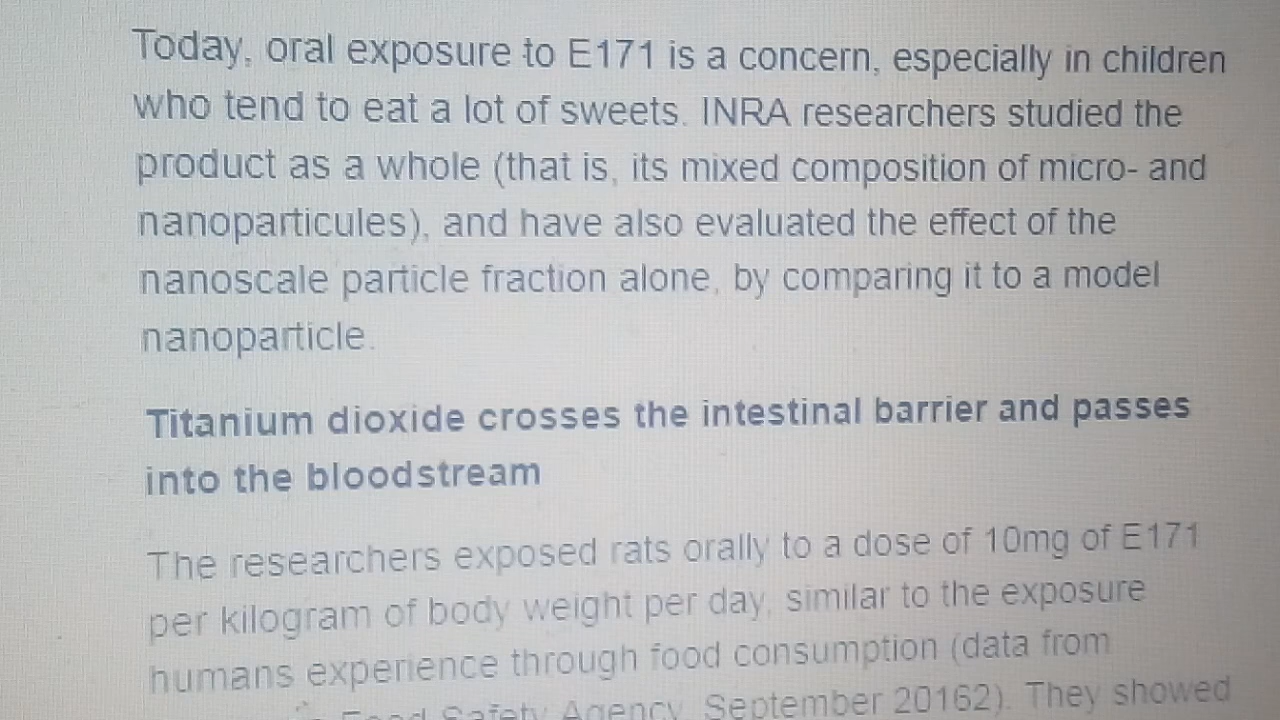 Today, oral exposure to E171 is a concern, especially in children
who tend to eat a lot of sweets. INRA researchers studied the
product as a whole (that is, its mixed composition of micro- and
nanoparticules), and have also evaluated the effect of the
nanoscale particle fraction alone, by comparing it to a model
nanoparticle.
Titanium dioxide crosses the intestinal barrier and passes
into the bloodstream
The researchers exposed rats orally to a dose of 10mg of E171
per kilogram of body weight per day, similar to the exposure
humans experience through food consumption (data from
Food Safety Agency, September 20162). They showed